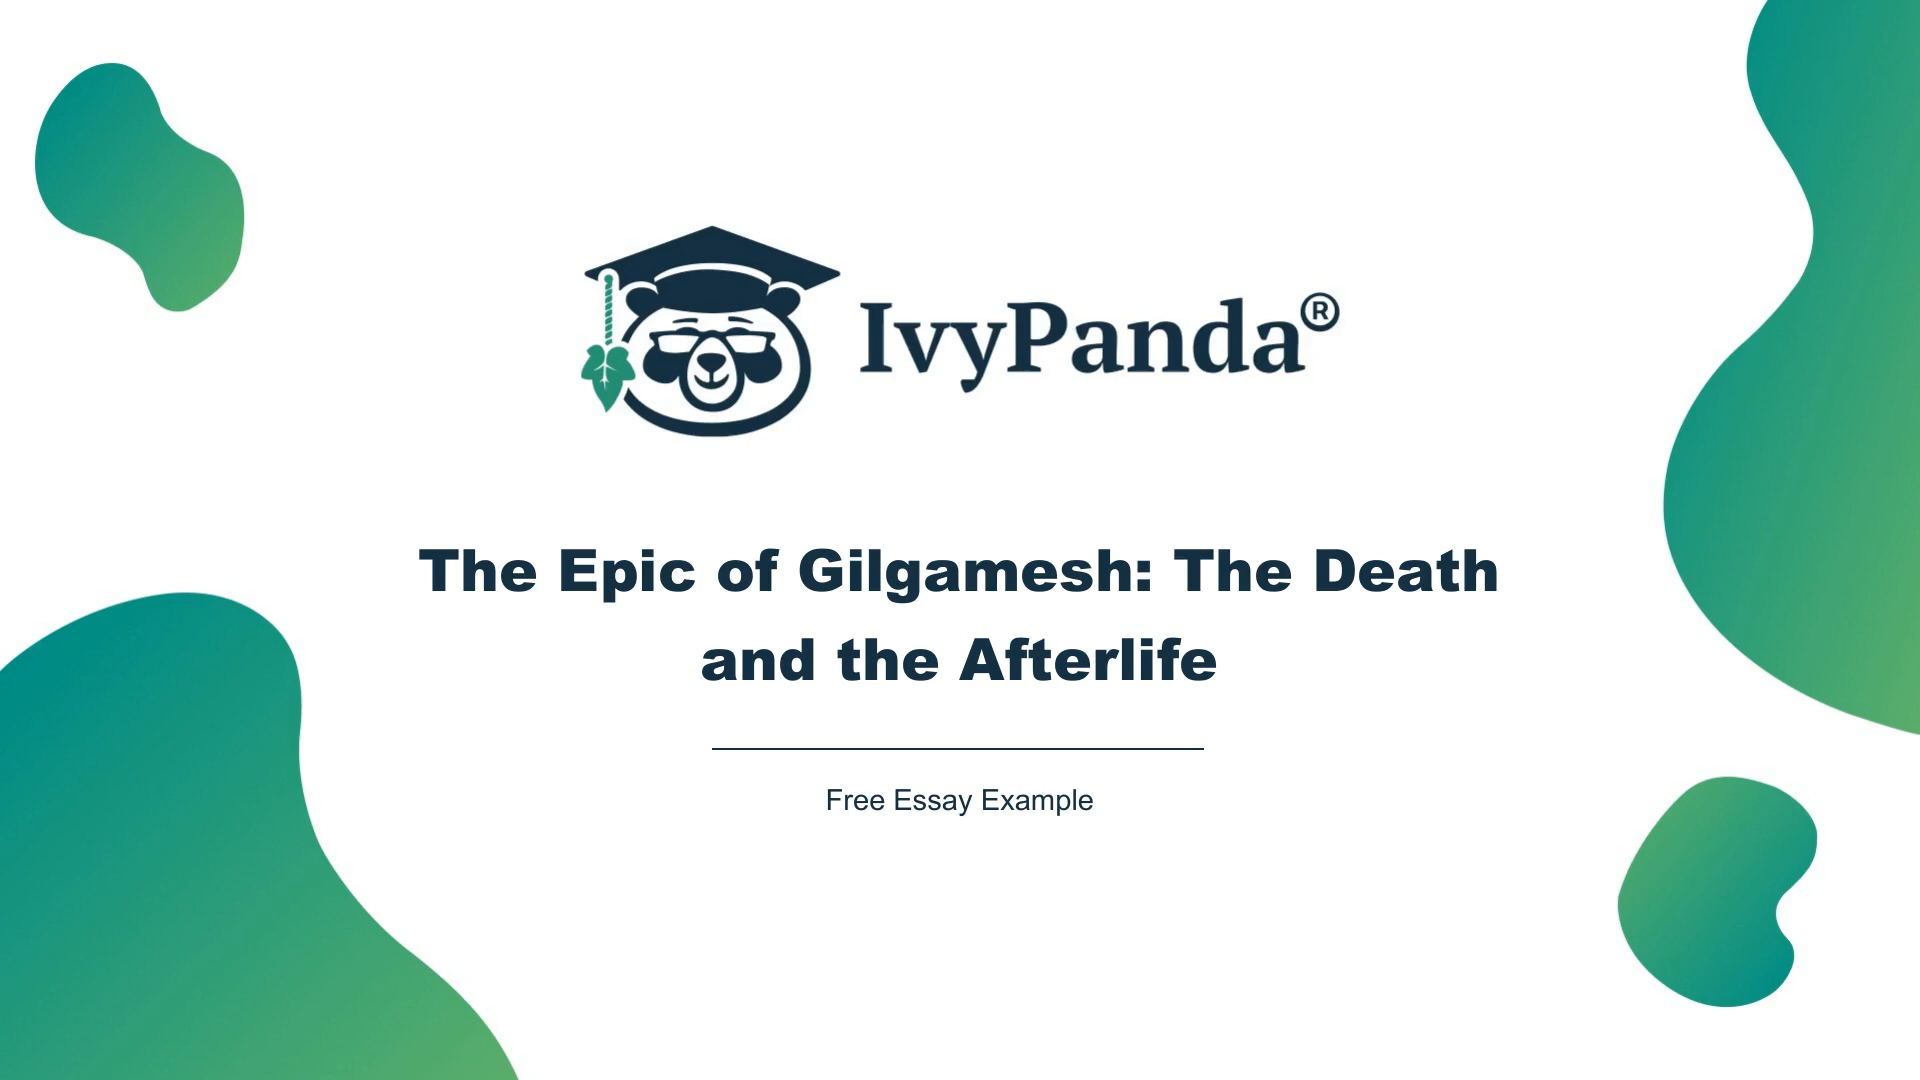 IvyPanda®
The Epic of Gilgamesh: The Death
and the Afterlife
Free Essay Example